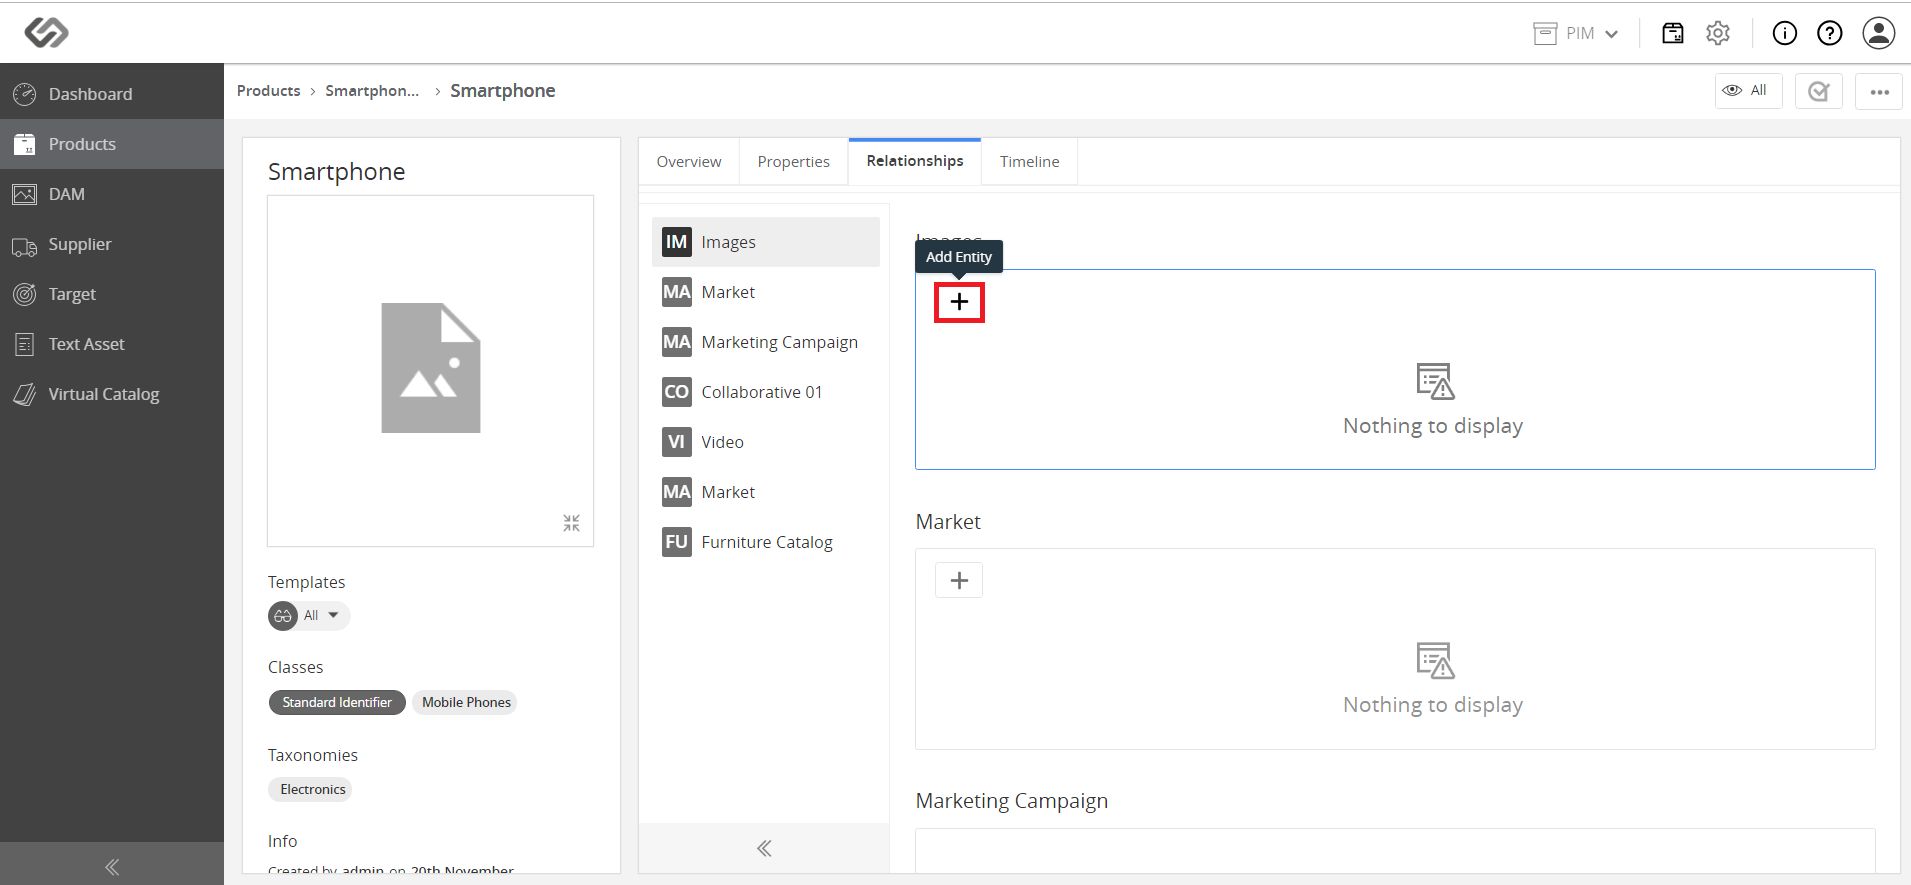 PIM
Dashboard
Products
DAM
Supplier
Target
Text Asset
Virtual Catalog
Products › Smartphon... › Smartphone
All
Smartphone
Templates
All
Classes
Standard Identifier Mobile Phones
Taxonomies
Electronics
Info
Created by admin on 20th November
Overview Properties Relationships Timeline
IM Images
MA Market
MA Marketing Campaign
CO Collaborative 01
VI Video
MA Market
FU Furniture Catalog
Images
Add Entity
Nothing to display
Market
Nothing to display
Marketing Campaign